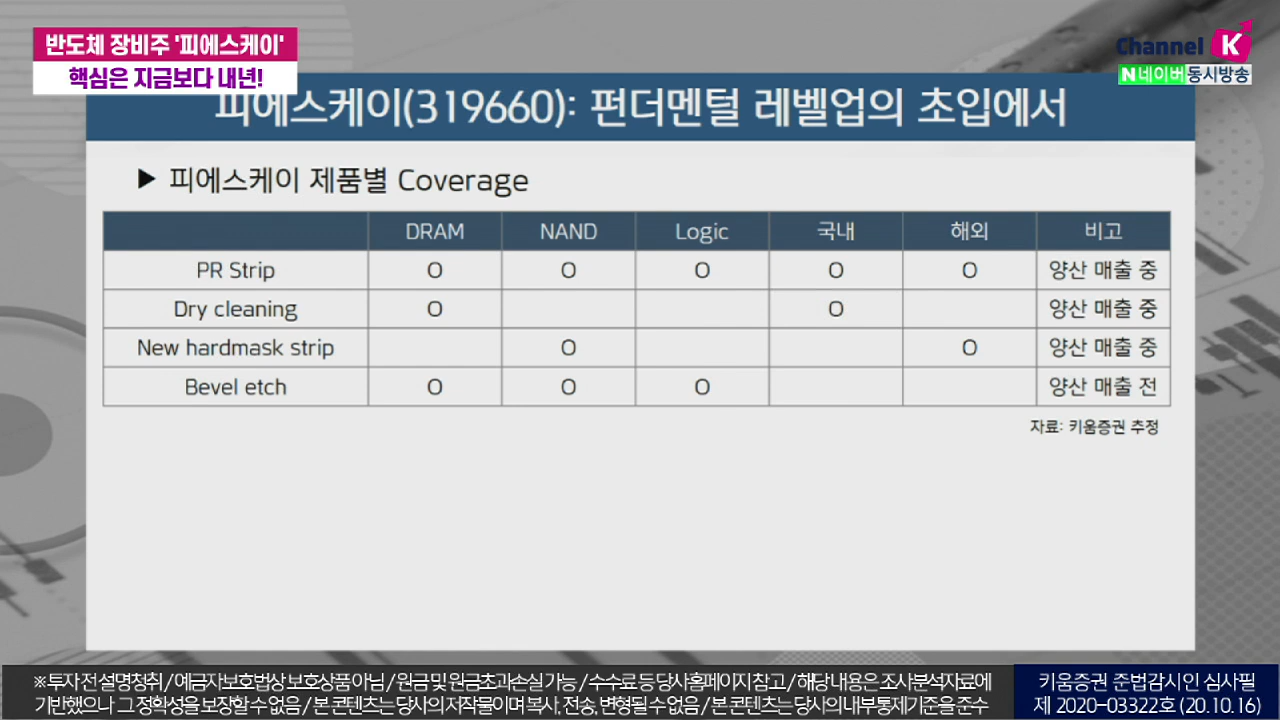 반도체 장비주 '피에스케이'
핵심은 지금보다 내년!
Channel K
N 네이버 동시방송
피에스케이(319660): 펀더멘털 레벨업의 초입에서
▶ 피에스케이 제품별 Coverage
DRAM NAND Logic 국내 해외 비고
PR Strip O O O O O 양산 매출 중
Dry cleaning O O 양산 매출 중
New hardmask strip O O 양산 매출 중
Bevel etch O O O 양산 매출 전
자료: 키움증권 추정
※ 투자 전 설명청취 / 예금자보호법상 보호상품 아님 / 원금 및 원금초과손실 가능 / 수수료 등 당사홈페이지 참고 / 해당 내용은 조사분석자료에
기반했으나 그 정확성을 보장할 수 없음 / 본 콘텐츠는 당사의 저작물이며 복사, 전송, 변형될 수 없음 / 본 콘텐츠는 당사의 내부통제기준을 준수
키움증권 준법감시인 심사필
제 2020-03322호 (20.10.16)